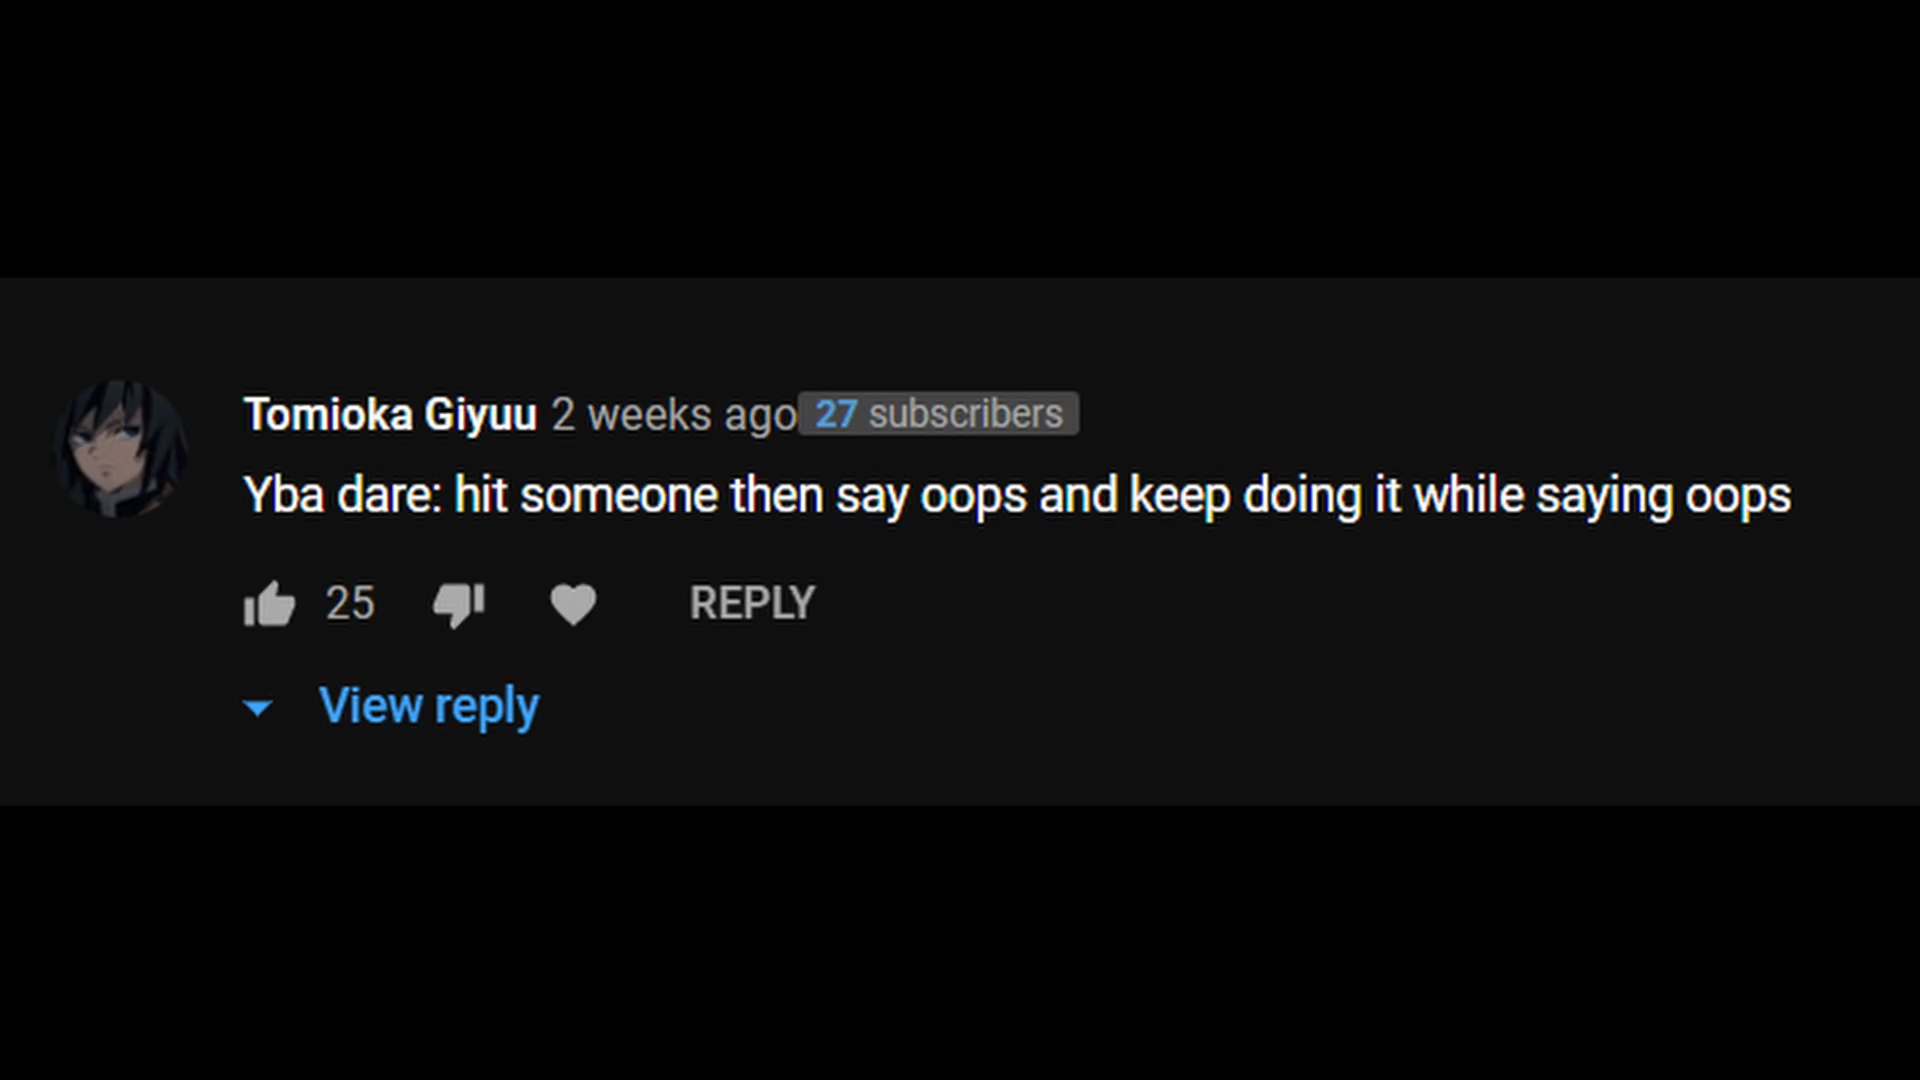 Tomioka Giyuu 2 weeks ago 27 subscribers
Yba dare: hit someone then say oops and keep doing it while saying oops
25 REPLY
View reply